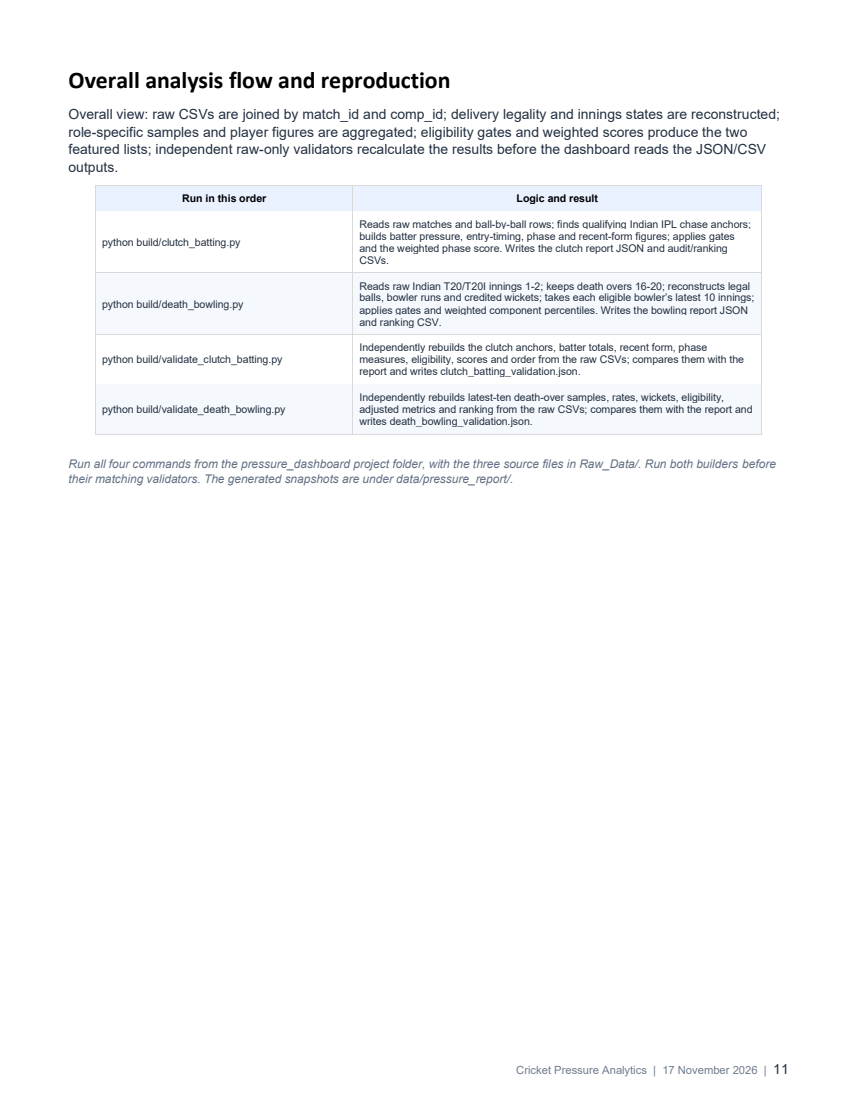 Overall analysis flow and reproduction
Overall view: raw CSVs are joined by match_id and comp_id; delivery legality and innings states are reconstructed;
role-specific samples and player figures are aggregated; eligibility gates and weighted scores produce the two
featured lists; independent raw-only validators recalculate the results before the dashboard reads the JSON/CSV
outputs.
Run in this order
Logic and result
python build/clutch_batting.py
Reads raw matches and ball-by-ball rows; finds qualifying Indian IPL chase anchors;
builds batter pressure, entry-timing, phase and recent-form figures; applies gates
and the weighted phase score. Writes the clutch report JSON and audit/ranking
CSVs.
python build/death_bowling.py
Reads raw Indian T20/T20I innings 1-2; keeps death overs 16-20; reconstructs legal
balls, bowler runs and credited wickets; takes each eligible bowler's latest 10 innings;
applies gates and weighted component percentiles. Writes the bowling report JSON
and ranking CSV.
python build/validate_clutch_batting.py
Independently rebuilds the clutch anchors, batter totals, recent form, phase
measures, eligibility, scores and order from the raw CSVs; compares them with the
report and writes clutch_batting_validation.json.
python build/validate_death_bowling.py
Independently rebuilds latest-ten death-over samples, rates, wickets, eligibility,
adjusted metrics and ranking from the raw CSVs; compares them with the report and
writes death_bowling_validation.json.
Run all four commands from the pressure_dashboard project folder, with the three source files in Raw_Data/. Run both builders before
their matching validators. The generated snapshots are under data/pressure_report/.
Cricket Pressure Analytics | 17 November 2026 | 11